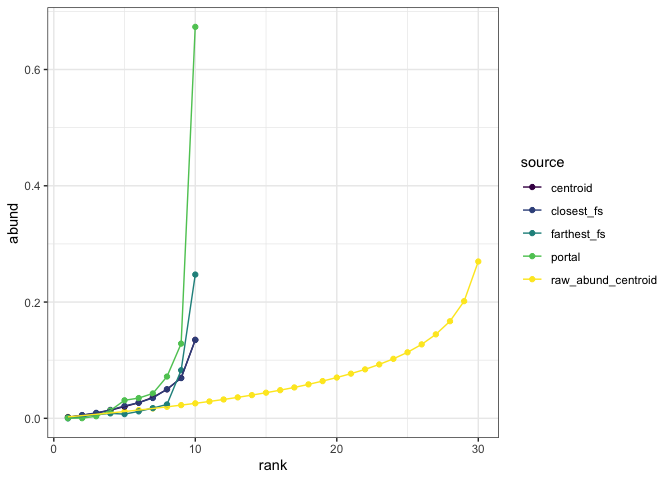 0.6
0.4
0.2
0.0
abund
0
10
20
30
rank
source
centroid
closest_fs
farthest_fs
portal
raw_abund_centroid